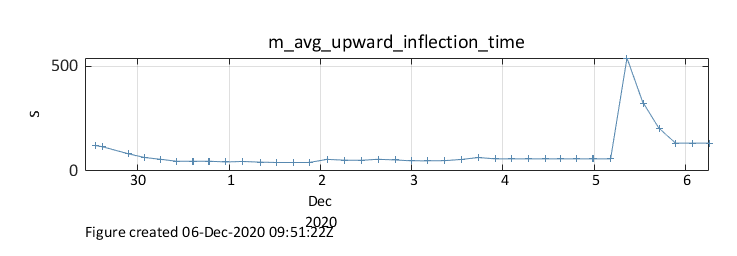 m_avg_upward_inflection_time
500
s
0
30 1 2 3 4 5 6
Dec
2020
Figure created 06-Dec-2020 09:51:22Z